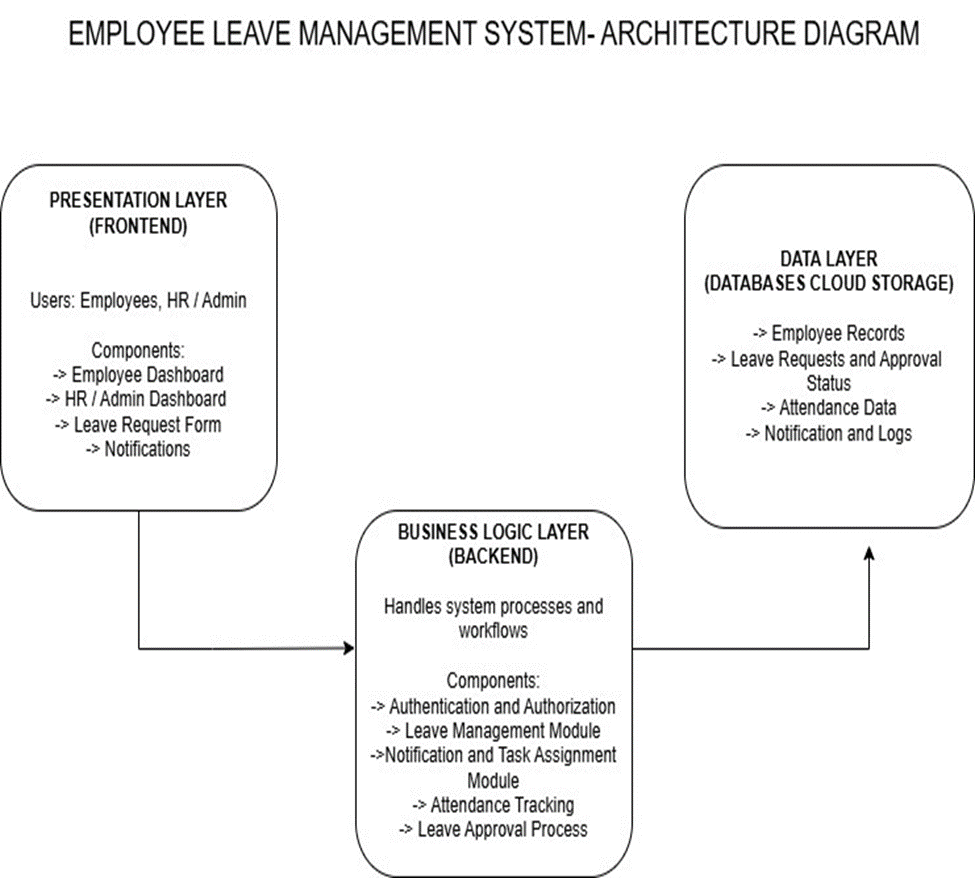 EMPLOYEE LEAVE MANAGEMENT SYSTEM- ARCHITECTURE DIAGRAM
PRESENTATION LAYER
(FRONTEND)
Users: Employees, HR / Admin
Components:
-> Employee Dashboard
-> HR / Admin Dashboard
-> Leave Request Form
-> Notifications
BUSINESS LOGIC LAYER
(BACKEND)
Handles system processes and
workflows
Components:
-> Authentication and Authorization
-> Leave Management Module
->Notification and Task Assignment
Module
-> Attendance Tracking
-> Leave Approval Process
DATA LAYER
(DATABASES CLOUD STORAGE)
-> Employee Records
-> Leave Requests and Approval
Status
-> Attendance Data
-> Notification and Logs